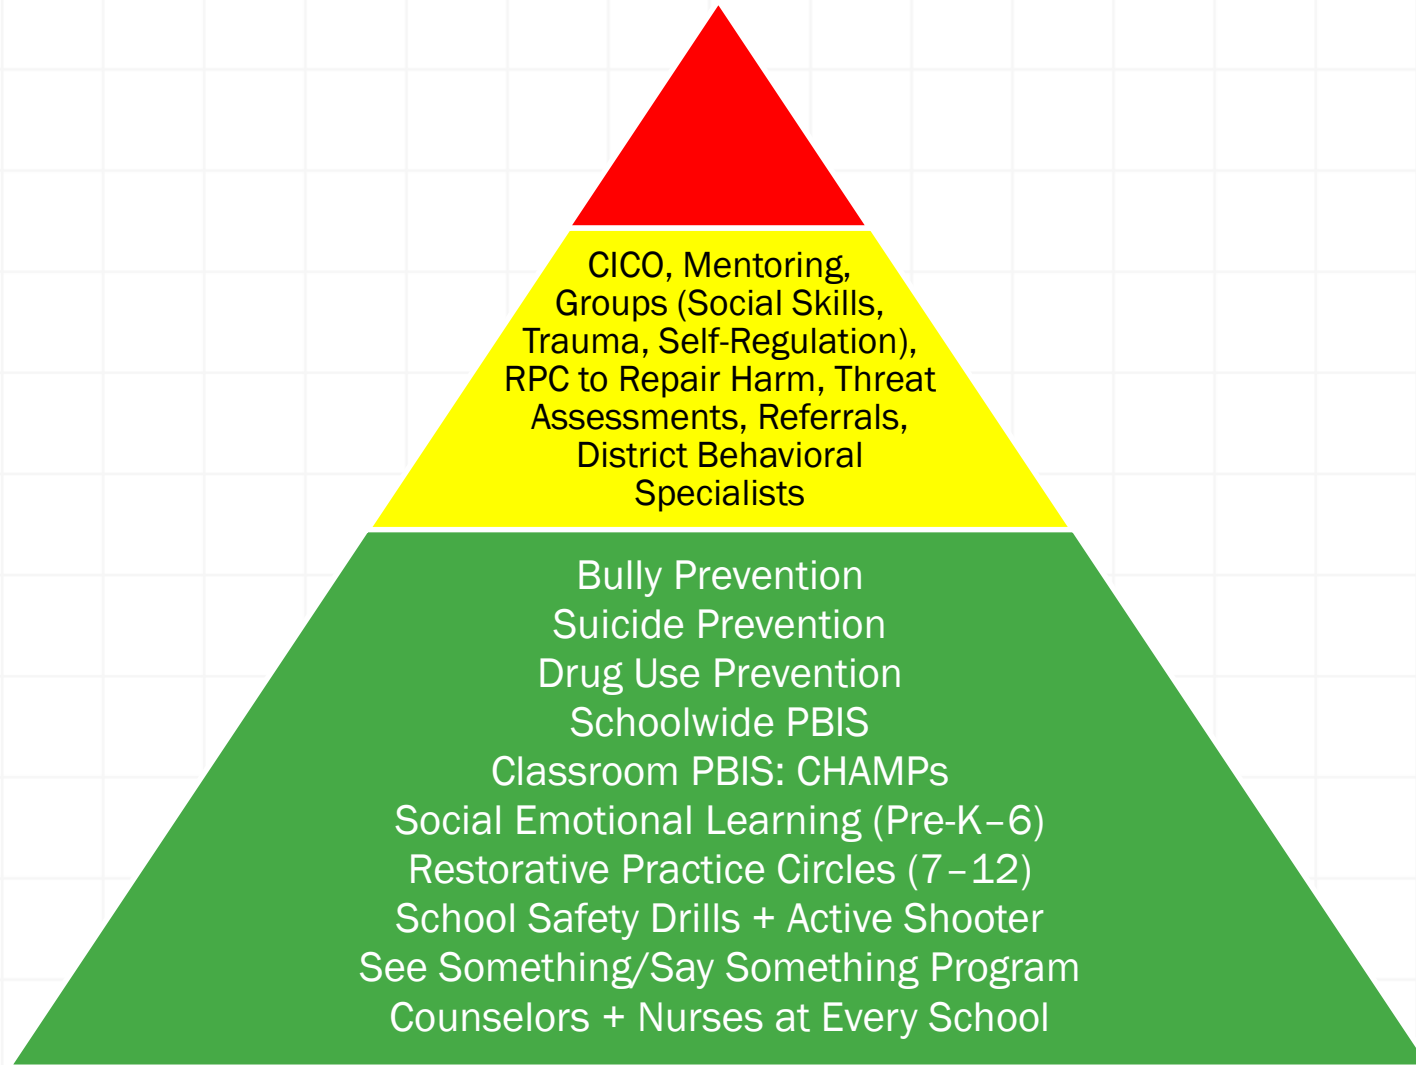 CICO, Mentoring,
Groups (Social Skills,
Trauma, Self-Regulation),
RPC to Repair Harm, Threat
Assessments, Referrals,
District Behavioral
Specialists
Bully Prevention
Suicide Prevention
Drug Use Prevention
Schoolwide PBIS
Classroom PBIS: CHAMPs
Social Emotional Learning (Pre-K–6)
Restorative Practice Circles (7–12)
School Safety Drills + Active Shooter
See Something/Say Something Program
Counselors + Nurses at Every School